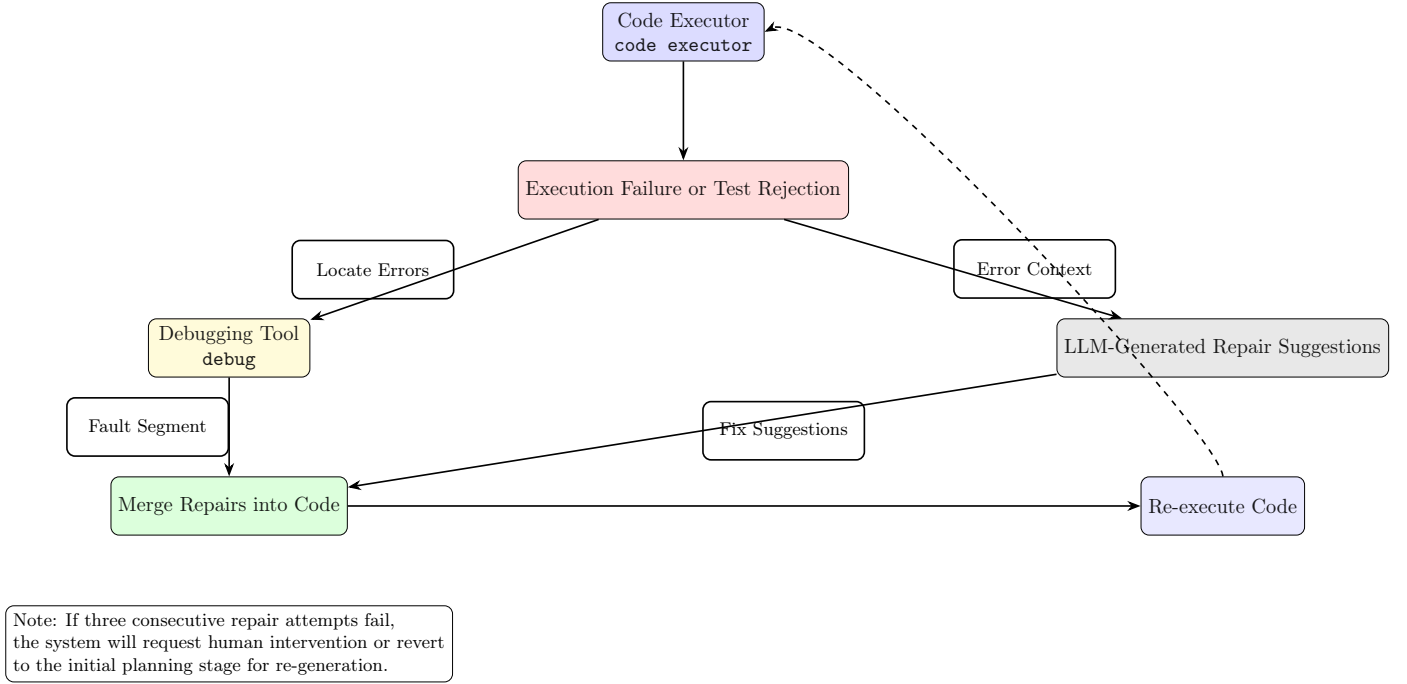 Code Executor
code executor
Execution Failure or Test Rejection
Locate Errors
Error Context
Debugging Tool
debug
LLM-Generated Repair Suggestions
Fault Segment
Fix Suggestions
Merge Repairs into Code
Re-execute Code
Note: If three consecutive repair attempts fail,
the system will request human intervention or revert
to the initial planning stage for re-generation.